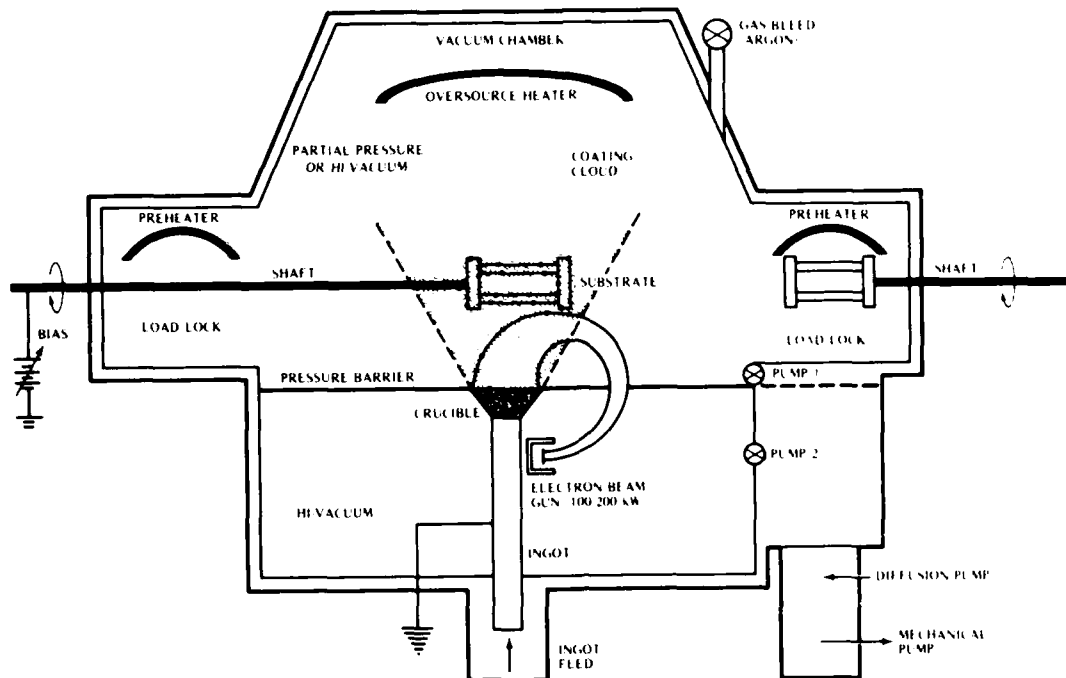 GAS BLEED
ARGON
VACUUM CHAMBER
OVERSOURCE HEATER
PARTIAL PRESSURE
OR HI-VACUUM
COATING
CLOUD
PREHEATER
PREHEATER
SHAFT
SUBSTRATE
SHAFT
LOAD LOCK
BIAS
LOAD LOCK
PRESSURE BARRIER
PUMP 1
CRUCIBLE
PUMP 2
ELECTRON BEAM
GUN 100-200 kW
HI-VACUUM
INGOT
DIFFUSION PUMP
MECHANICAL
PUMP
INGOT
FEED